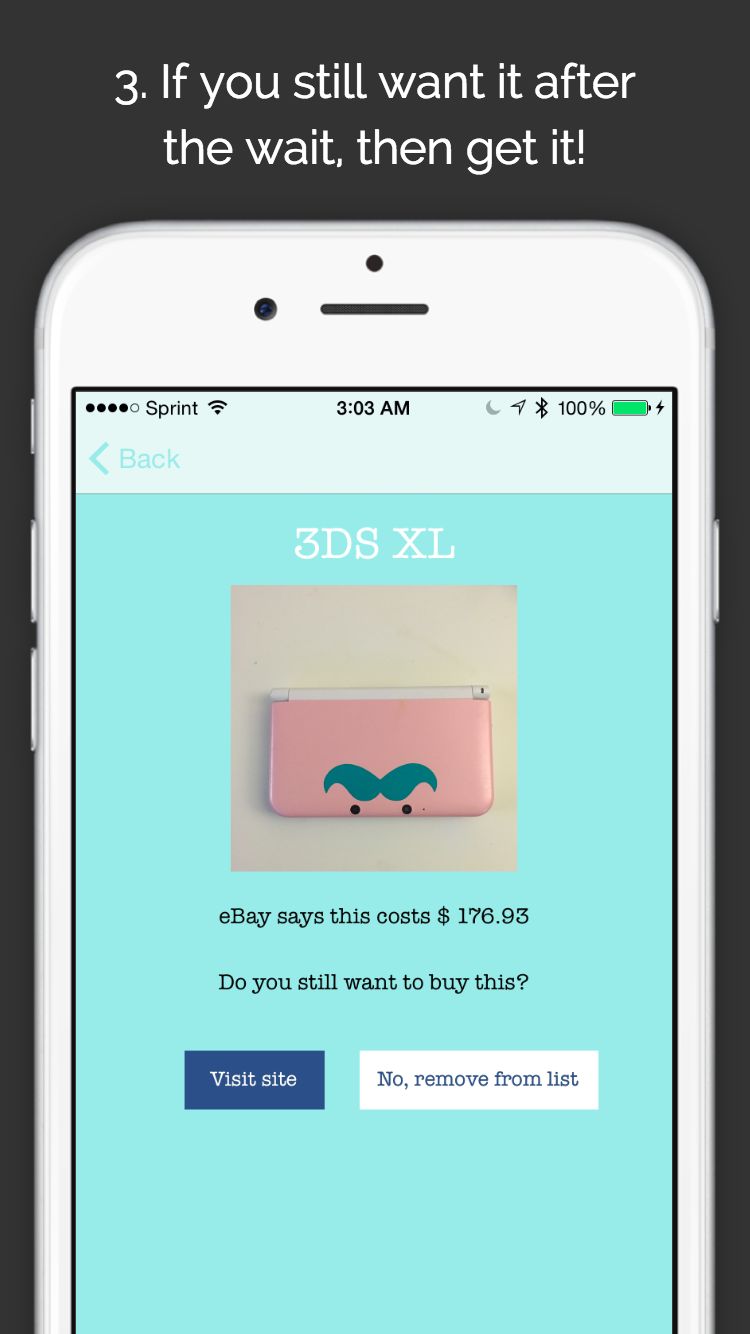 3. If you still want it after
the wait, then get it!
Sprint 3:03 AM 100%
Back
3DS XL
eBay says this costs $ 176.93
Do you still want to buy this?
Visit site No, remove from list